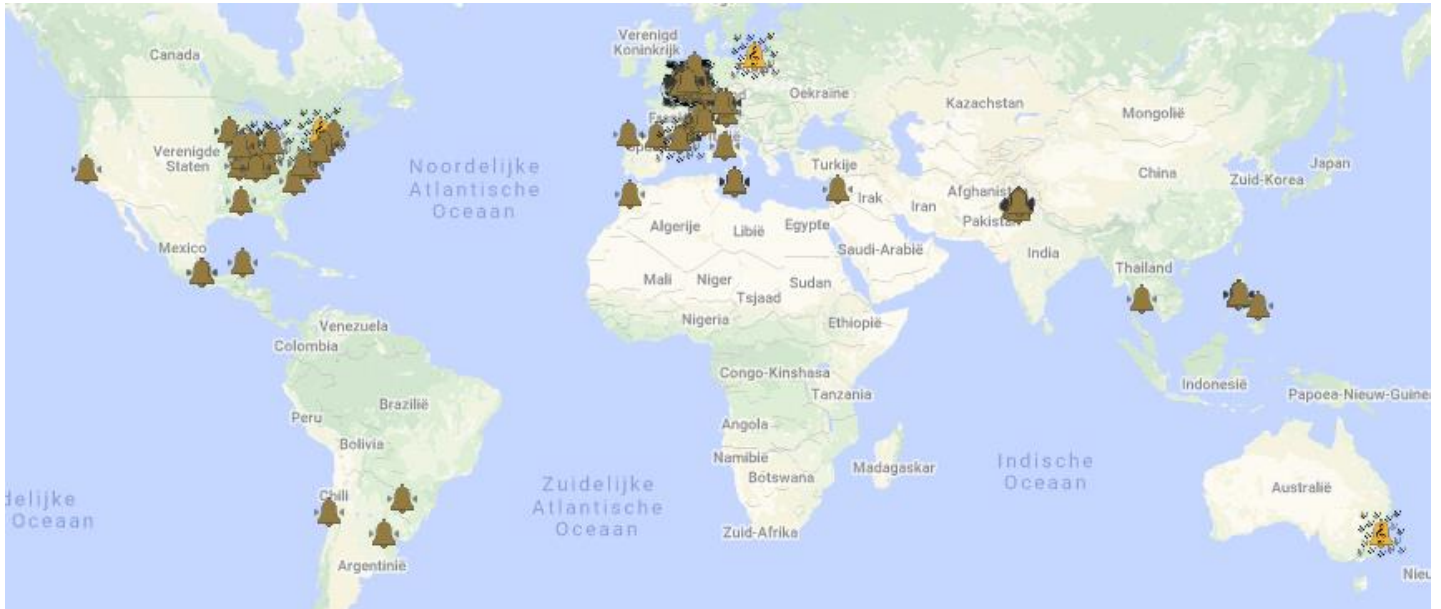 Verenigd
Koninkrijk
Canada
Oekraïne
Kazachstan
Mongolië
Verenigde
Staten
Noordelijke
Atlantische
Oceaan
Turkije
China
Japan
Zuid-Korea
Irak
Iran
Afghanist
Pakistan
Algerije
Libië
Egypte
Saudi-Arabië
India
Mexico
Mali
Niger
Tsjaad
Sudan
Thailand
Nigeria
Ethiopië
Venezuela
Colombia
Congo-Kinshasa
Tanzania
Indonesië
Papoea-Nieuw-Guinea
Peru
Brazilië
Bolivia
Angola
Namibië
Botswana
Madagaskar
Indische
Oceaan
Australië
Chili
Zuidelijke
Atlantische
Oceaan
delijke
Oceaan
Zuid-Afrika
Argentinië
Nieu